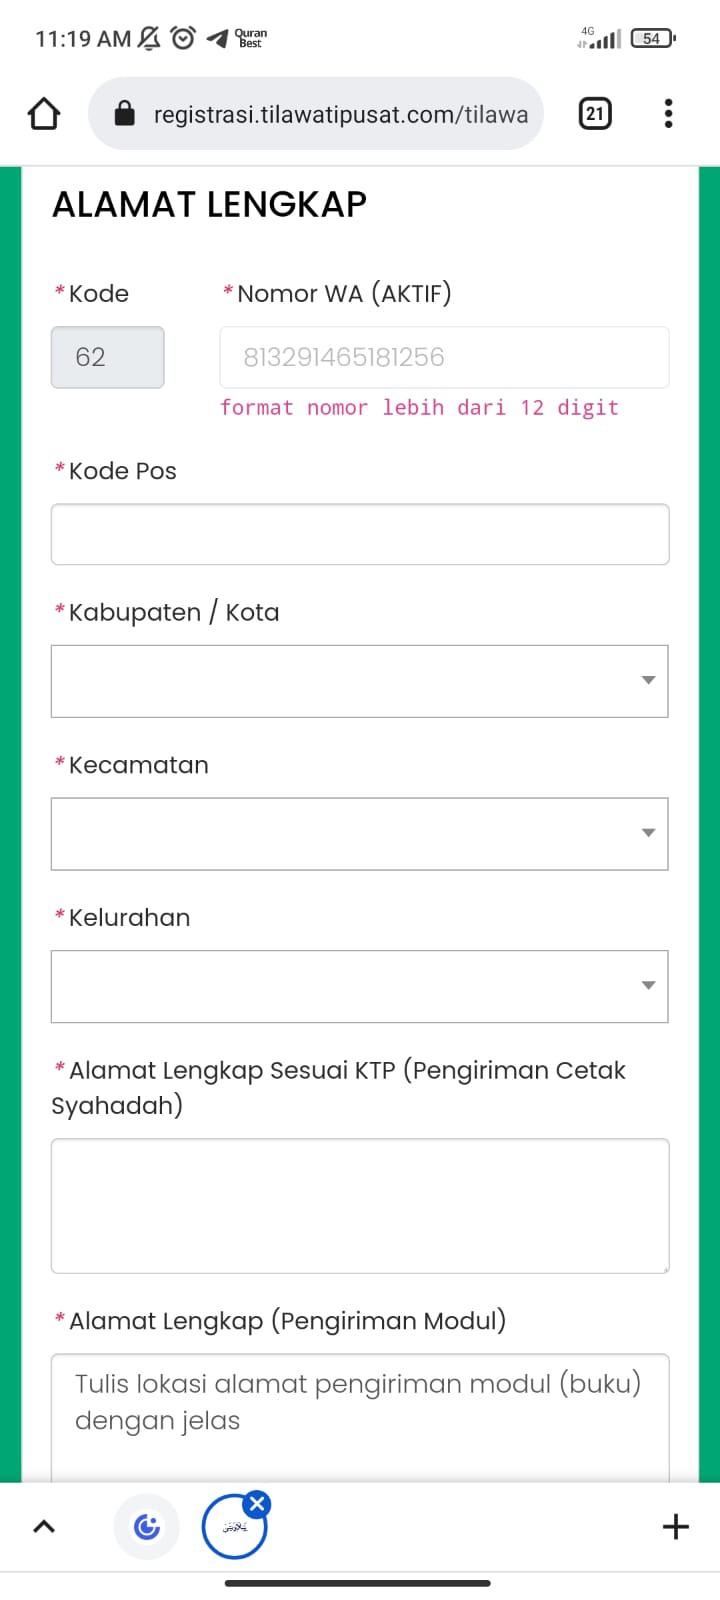 11:19 AM Quran Best 4G 54
registrasi.tilawatipusat.com/tilawa 21
ALAMAT LENGKAP
*Kode *Nomor WA (AKTIF)
62 813291465181256
format nomor lebih dari 12 digit
*Kode Pos
*Kabupaten / Kota
*Kecamatan
*Kelurahan
*Alamat Lengkap Sesuai KTP (Pengiriman Cetak
Syahadah)
*Alamat Lengkap (Pengiriman Modul)
Tulis lokasi alamat pengiriman modul (buku)
dengan jelas